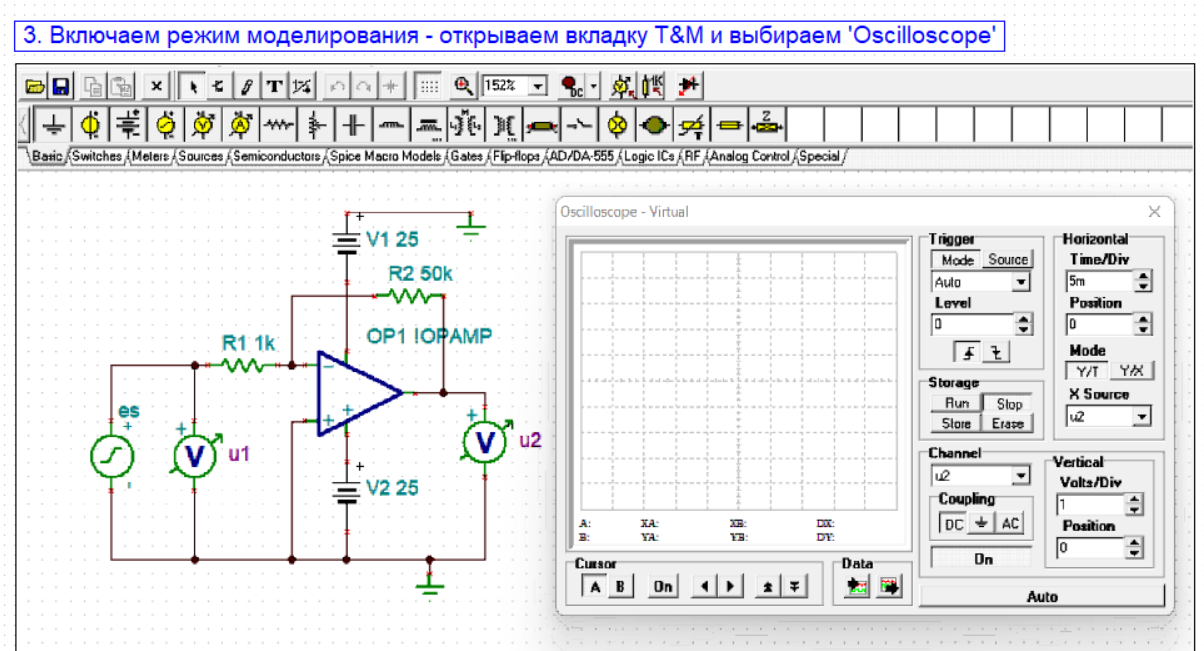 3. Включаем режим моделирования - открываем вкладку T&M и выбираем 'Oscilloscope'
152%
DC
1K
Z
Basic Switches Meters Sources Semiconductors Spice Macro Models Gates Flip-flops AD/DA-555 Logic ICs RF Analog Control Special
V1 25
R2 50k
R1 1k
OP1 !OPAMP
es
V
u1
V
u2
V2 25
Oscilloscope - Virtual
A: XA: XB: DX:
B: YA: YB: DY:
Cursor
A B On
Data
Trigger
Mode Source
Auto
Level
0
Storage
Run Stop
Store Erase
Horizontal
Time/Div
5m
Position
0
Mode
Y/T Y/X
X Source
u2
Channel
u2
Coupling
DC AC
On
Vertical
Volts/Div
1
Position
0
Auto